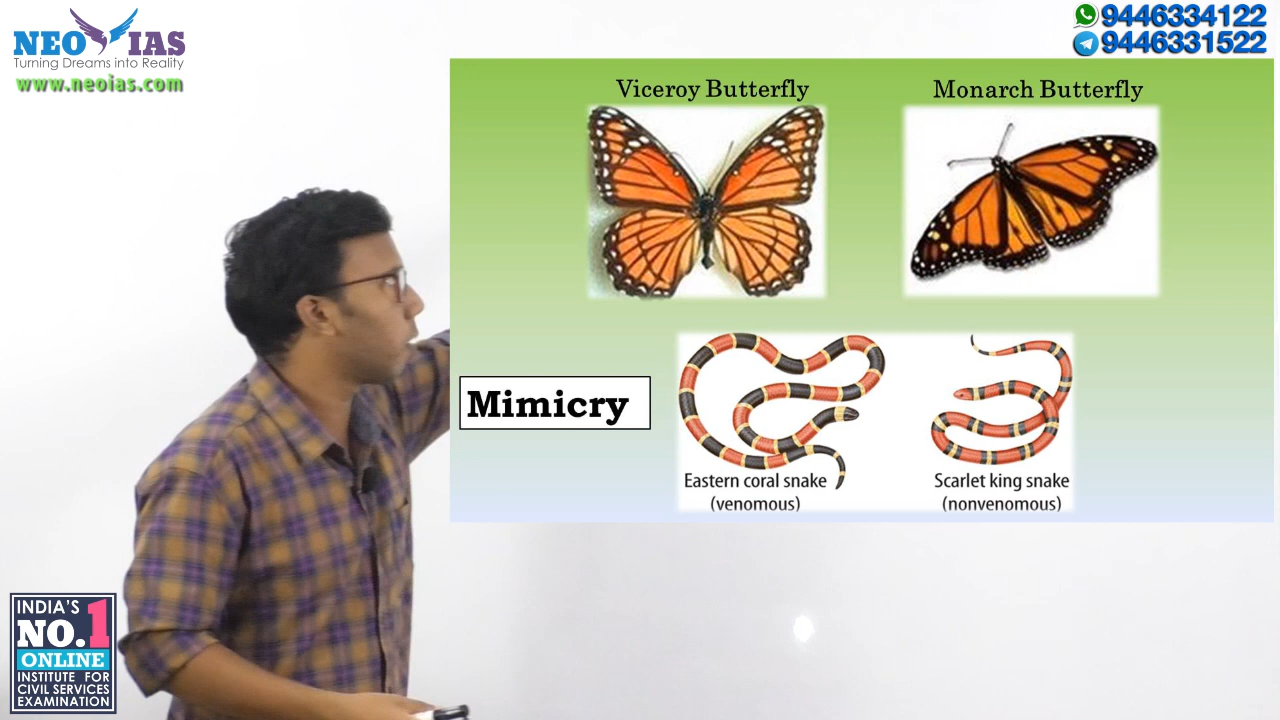 NEO IAS
Turning Dreams into Reality
www.neoias.com
9446334122
9446331522
Viceroy Butterfly
Monarch Butterfly
Mimicry
Eastern coral snake
(venomous)
Scarlet king snake
(nonvenomous)
INDIA'S
NO.1
ONLINE
INSTITUTE FOR
CIVIL SERVICES
EXAMINATION